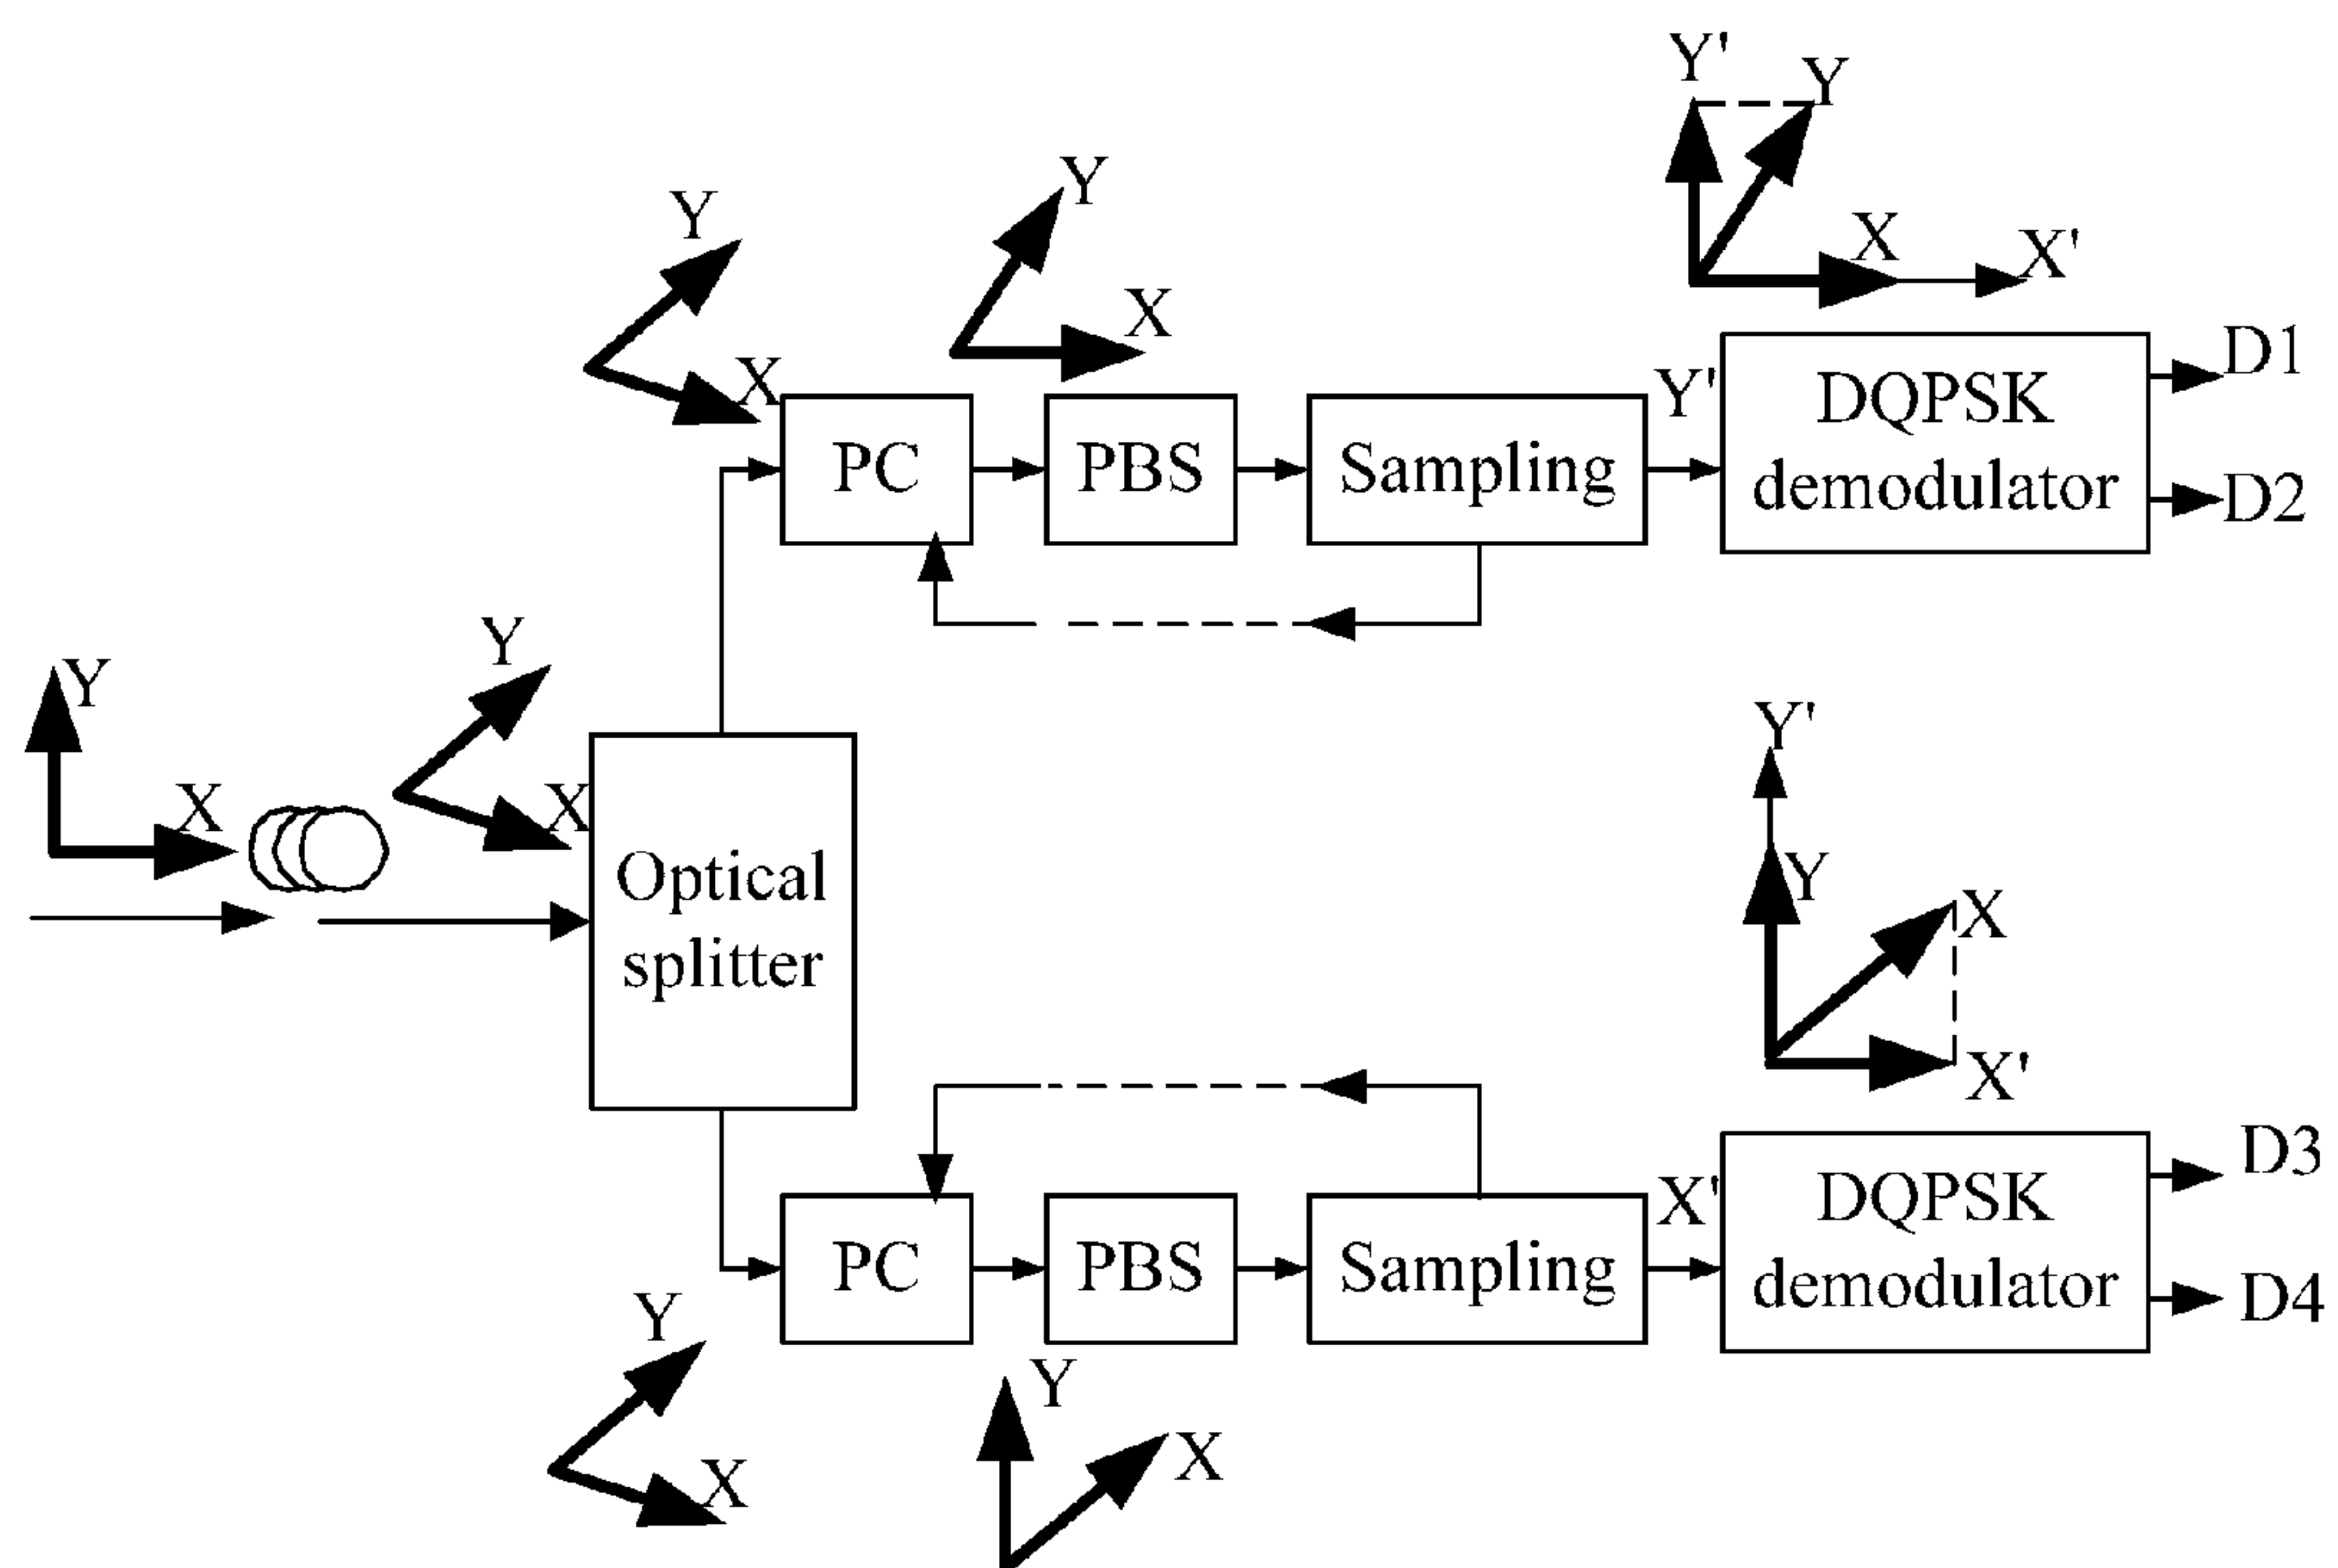 Y'
Y
Y
Y
X
X'
X
X
D1
Y'
DQPSK
demodulator
PC
PBS
Sampling
D2
Y
Y
X
X
Optical
splitter
Y'
Y
X
X'
X'
D3
DQPSK
demodulator
PC
PBS
Sampling
D4
Y
X
Y
X